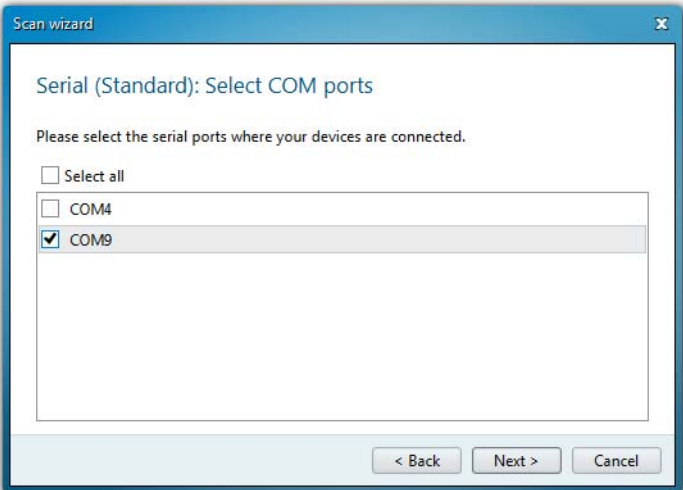 Scan wizard
Serial (Standard): Select COM ports
Please select the serial ports where your devices are connected.
Select all
COM4
COM9
< Back Next > Cancel